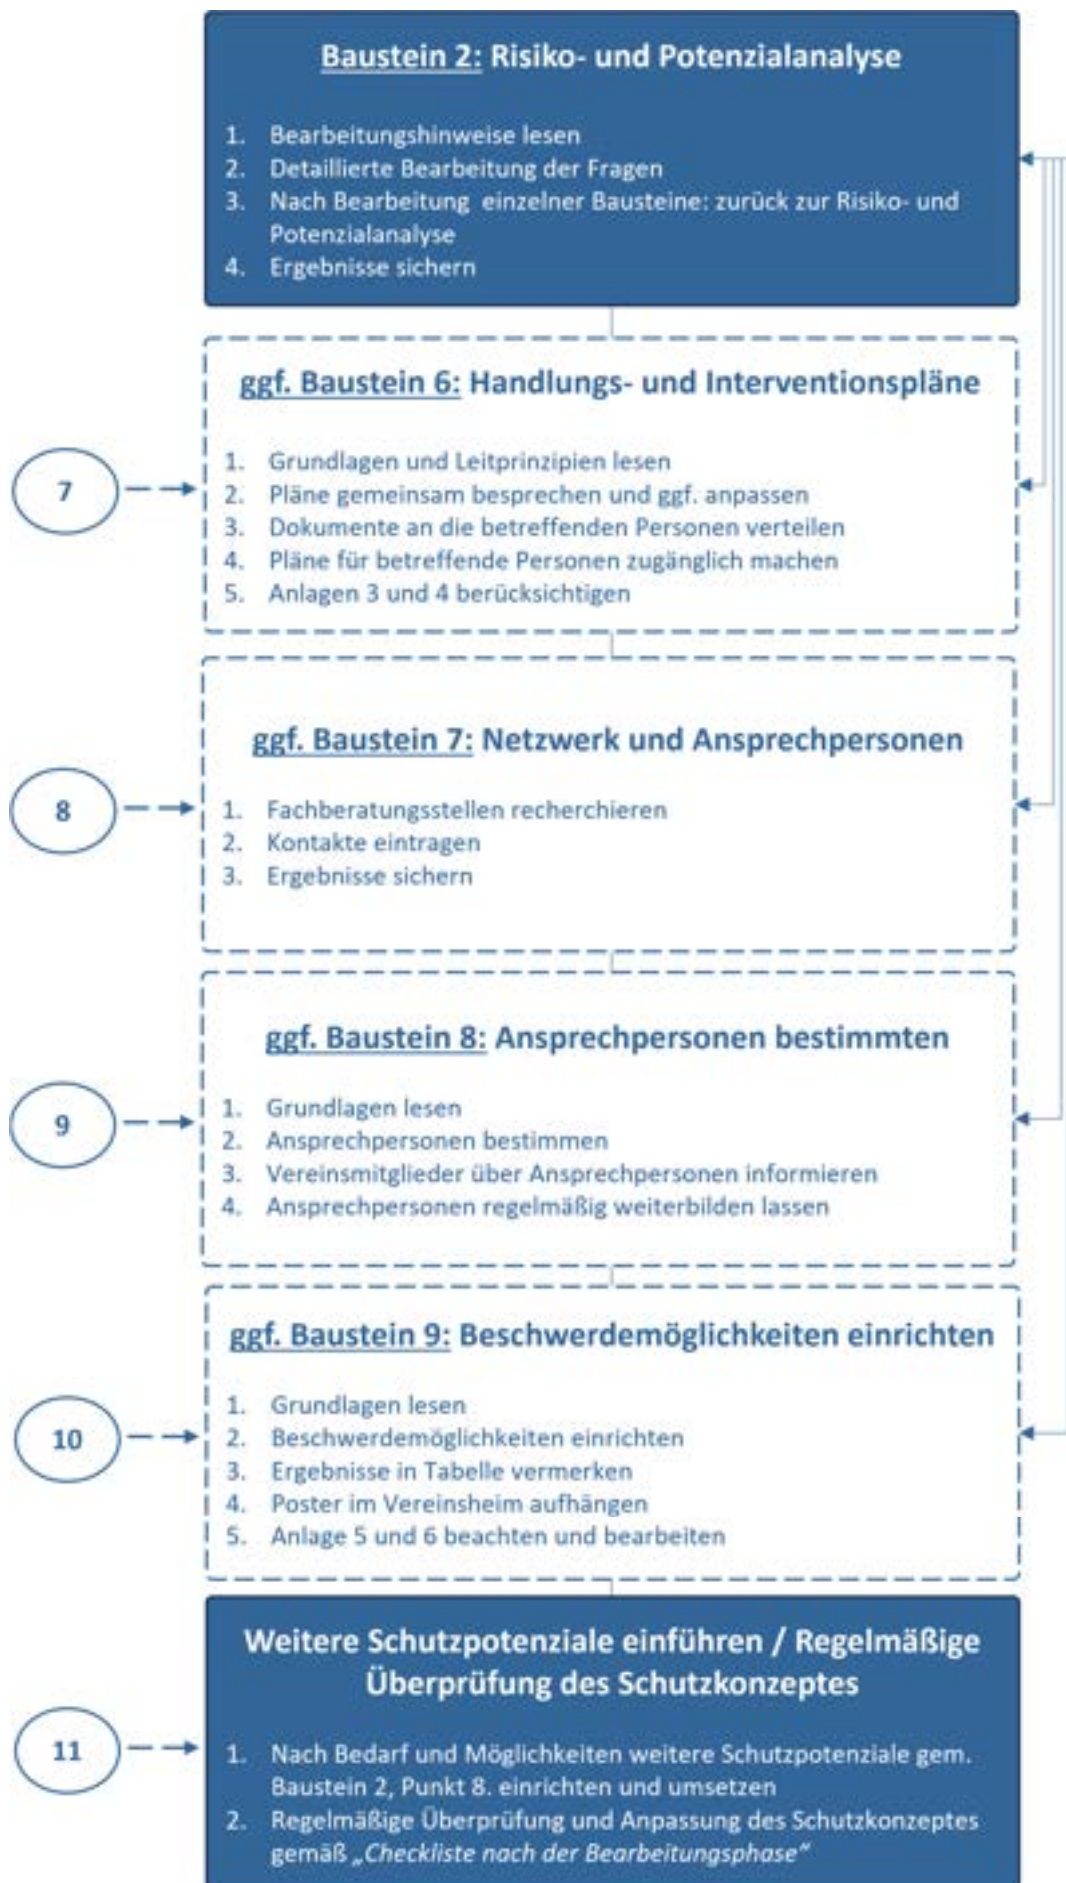 Baustein 2: Risiko- und Potenzialanalyse
1. Bearbeitungshinweise lesen
2. Detaillierte Bearbeitung der Fragen
3. Nach Bearbeitung einzelner Bausteine: zurück zur Risiko- und
Potenzialanalyse
4. Ergebnisse sichern
ggf. Baustein 6: Handlungs- und Interventionspläne
7
1. Grundlagen und Leitprinzipien lesen
2. Pläne gemeinsam besprechen und ggf. anpassen
3. Dokumente an die betreffenden Personen verteilen
4. Pläne für betreffende Personen zugänglich machen
5. Anlagen 3 und 4 berücksichtigen
ggf. Baustein 7: Netzwerk und Ansprechpersonen
8
1. Fachberatungsstellen recherchieren
2. Kontakte eintragen
3. Ergebnisse sichern
ggf. Baustein 8: Ansprechpersonen bestimmten
9
1. Grundlagen lesen
2. Ansprechpersonen bestimmen
3. Vereinsmitglieder über Ansprechpersonen informieren
4. Ansprechpersonen regelmäßig weiterbilden lassen
ggf. Baustein 9: Beschwerdemöglichkeiten einrichten
10
1. Grundlagen lesen
2. Beschwerdemöglichkeiten einrichten
3. Ergebnisse in Tabelle vermerken
4. Poster im Vereinsheim aufhängen
5. Anlage 5 und 6 beachten und bearbeiten
Weitere Schutzpotenziale einführen / Regelmäßige
Überprüfung des Schutzkonzeptes
11
1. Nach Bedarf und Möglichkeiten weitere Schutzpotenziale gem.
Baustein 2, Punkt 8. einrichten und umsetzen
2. Regelmäßige Überprüfung und Anpassung des Schutzkonzeptes
gemäß „Checkliste nach der Bearbeitungsphase“